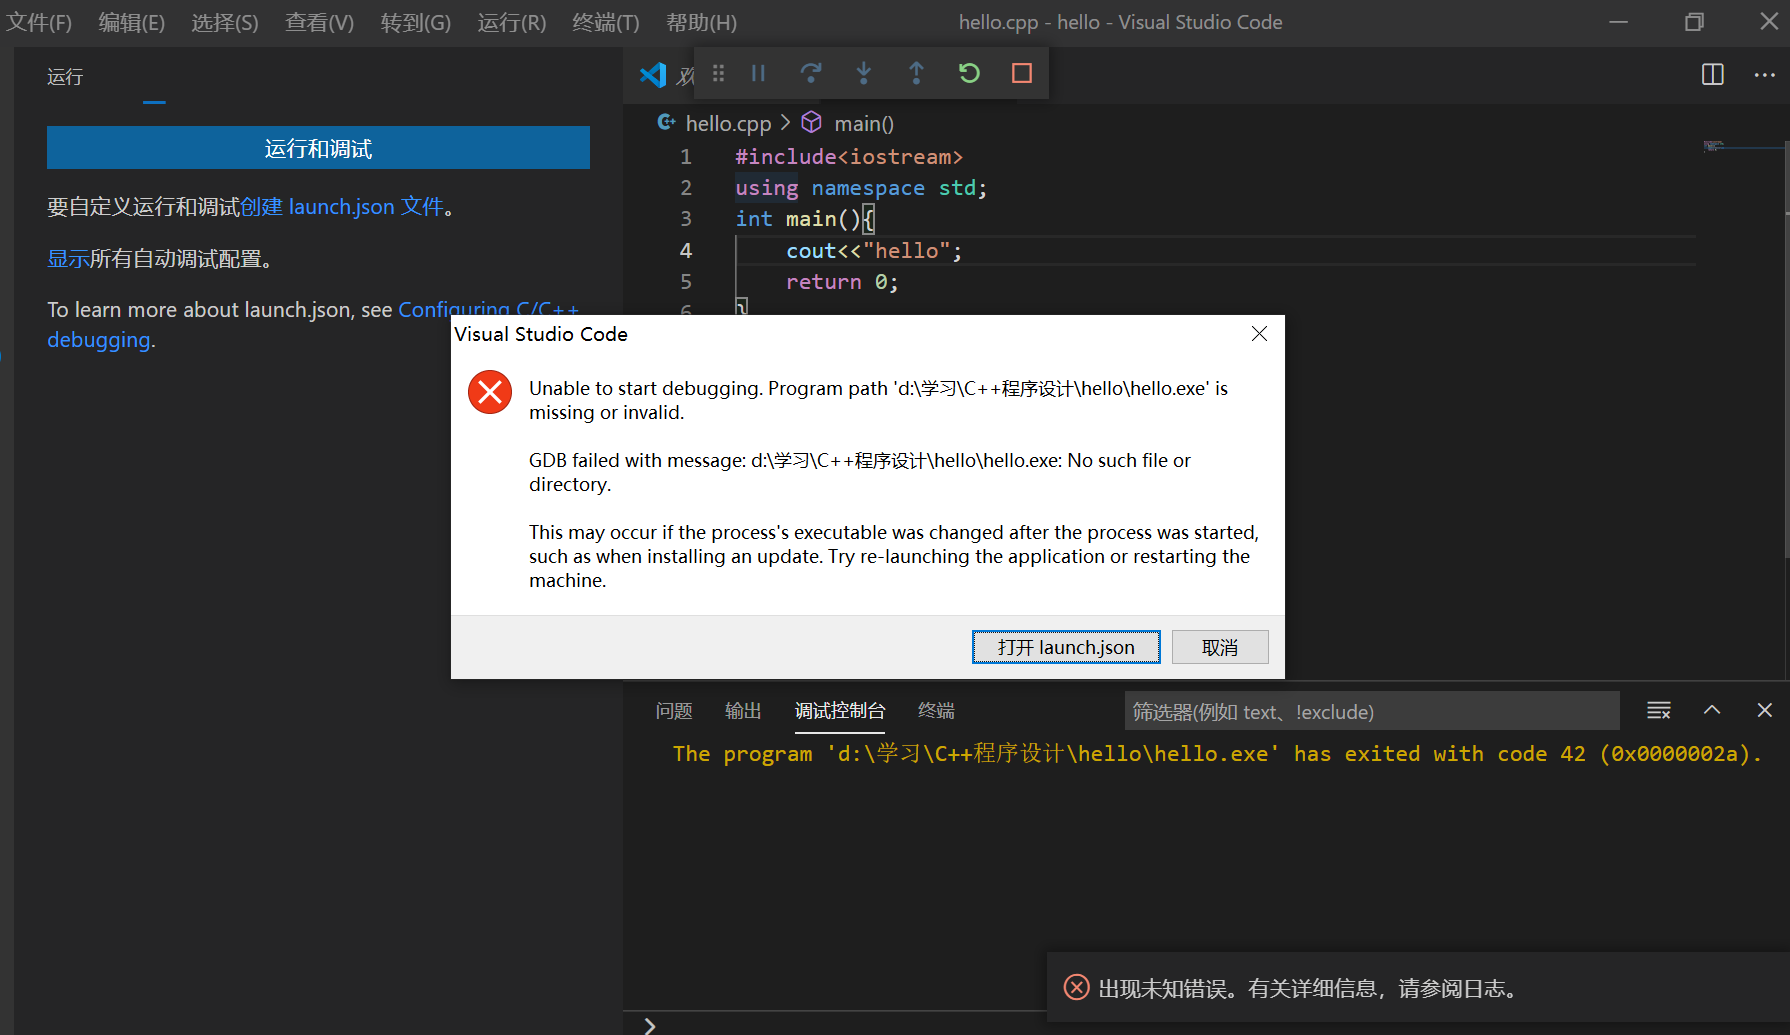 文件(F) 编辑(E) 选择(S) 查看(V) 转到(G) 运行(R) 终端(T) 帮助(H) hello.cpp - hello - Visual Studio Code
运行
运行和调试
要自定义运行和调试创建 launch.json 文件。
显示所有自动调试配置。
To learn more about launch.json, see Configuring C/C++
debugging.
hello.cpp > main()
1 #include<iostream>
2 using namespace std;
3 int main(){
4 cout<<"hello";
5 return 0;
6 }
Visual Studio Code
Unable to start debugging. Program path 'd:\学习\C++程序设计\hello\hello.exe' is
missing or invalid.
GDB failed with message: d:\学习\C++程序设计\hello\hello.exe: No such file or
directory.
This may occur if the process's executable was changed after the process was started,
such as when installing an update. Try re-launching the application or restarting the
machine.
打开 launch.json 取消
问题 输出 调试控制台 终端 筛选器(例如 text、!exclude)
The program 'd:\学习\C++程序设计\hello\hello.exe' has exited with code 42 (0x0000002a).
出现未知错误。有关详细信息，请参阅日志。